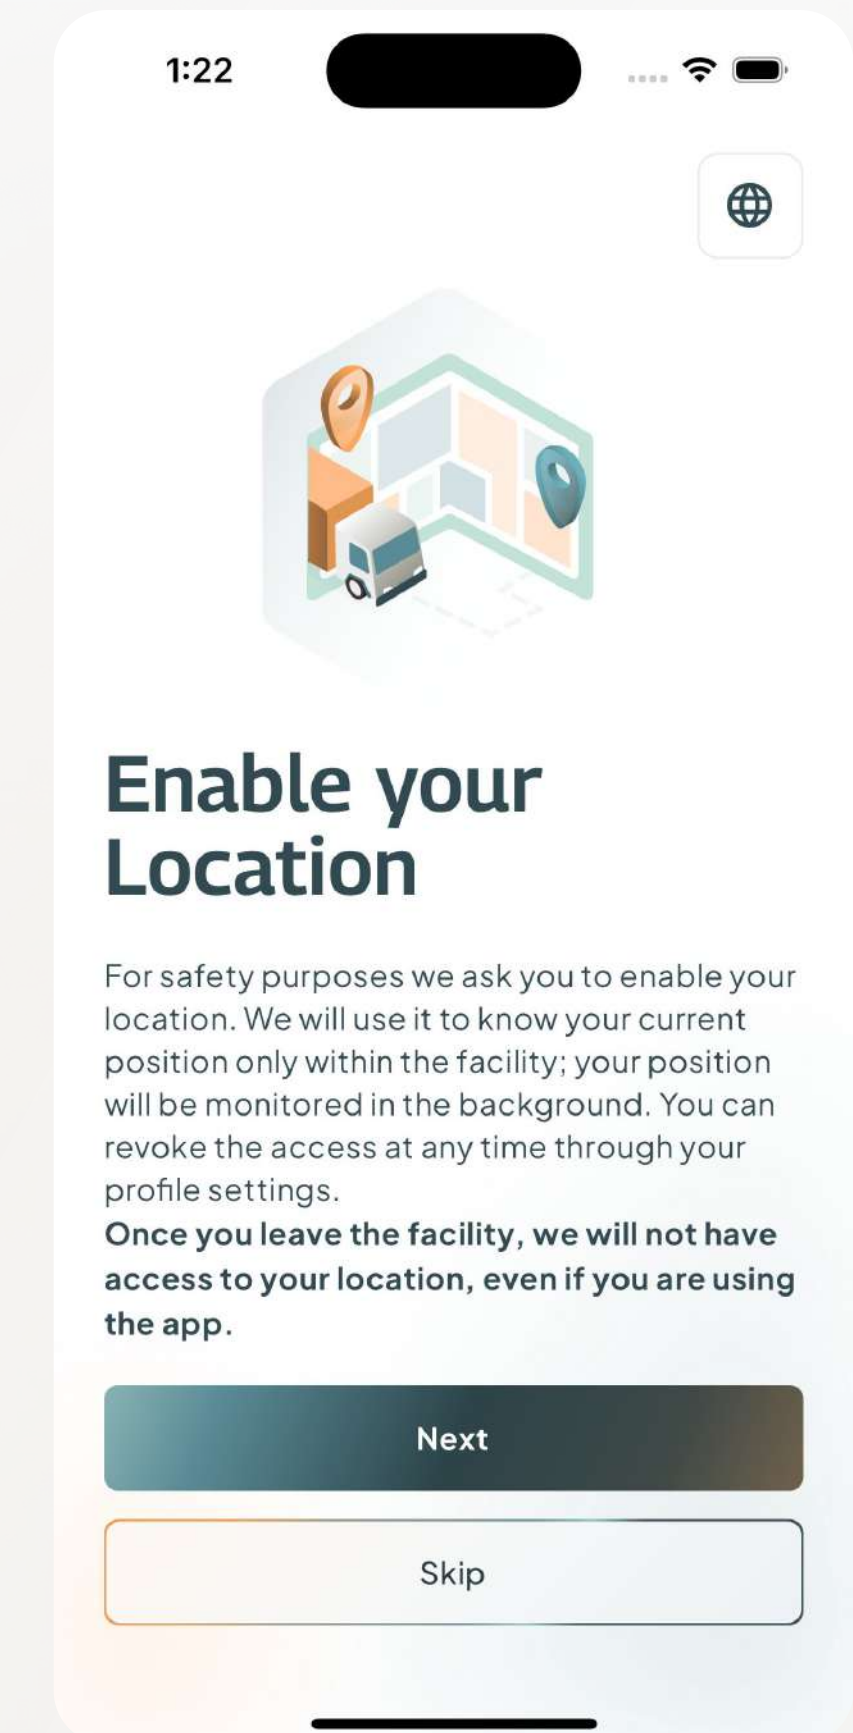 1:22
Enable your
Location
For safety purposes we ask you to enable your
location. We will use it to know your current
position only within the facility; your position
will be monitored in the background. You can
revoke the access at any time through your
profile settings.
Once you leave the facility, we will not have
access to your location, even if you are using
the app.
Next
Skip